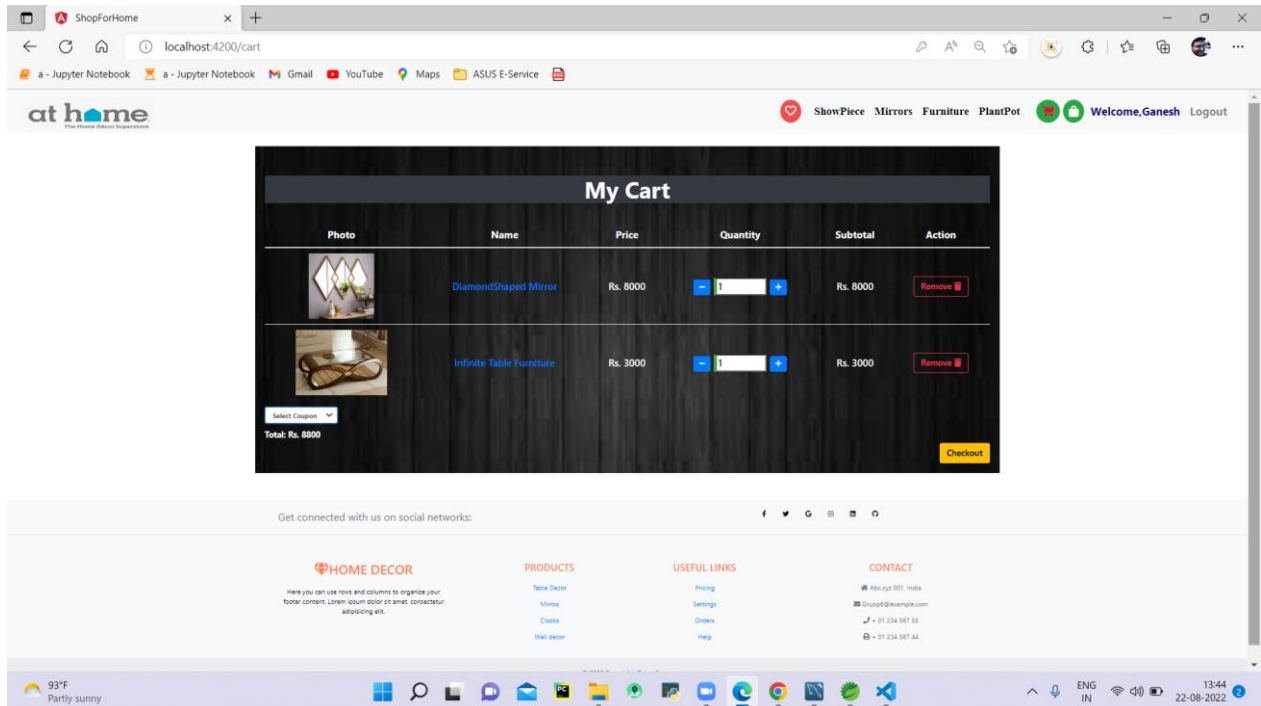 ShopForHome
localhost:4200/cart
a - Jupyter Notebook a - Jupyter Notebook Gmail YouTube Maps ASUS E-Service
at home
The Home Décor Superstore
ShowPiece Mirrors Furniture PlantPot Welcome,Ganesh Logout
My Cart
Photo Name Price Quantity Subtotal Action
DiamondShaped Mirror Rs. 8000 - 1 + Rs. 8000 Remove
Infinite Table Furniture Rs. 3000 - 1 + Rs. 3000 Remove
Select Coupon
Total: Rs. 8800
Checkout
Get connected with us on social networks:
HOME DECOR PRODUCTS USEFUL LINKS CONTACT
Here you can use rows and columns to organize your
footer content. Lorem ipsum dolor sit amet, consectetur
adipisicing elit.
Table Decor Pricing Abc,xyz 001, India
Mirros Settings
Clocks Orders + 01 234 567 88
Wall decor Help + 01 234 567 44
93°F
Partly sunny
ENG
IN
13:44
22-08-2022
2